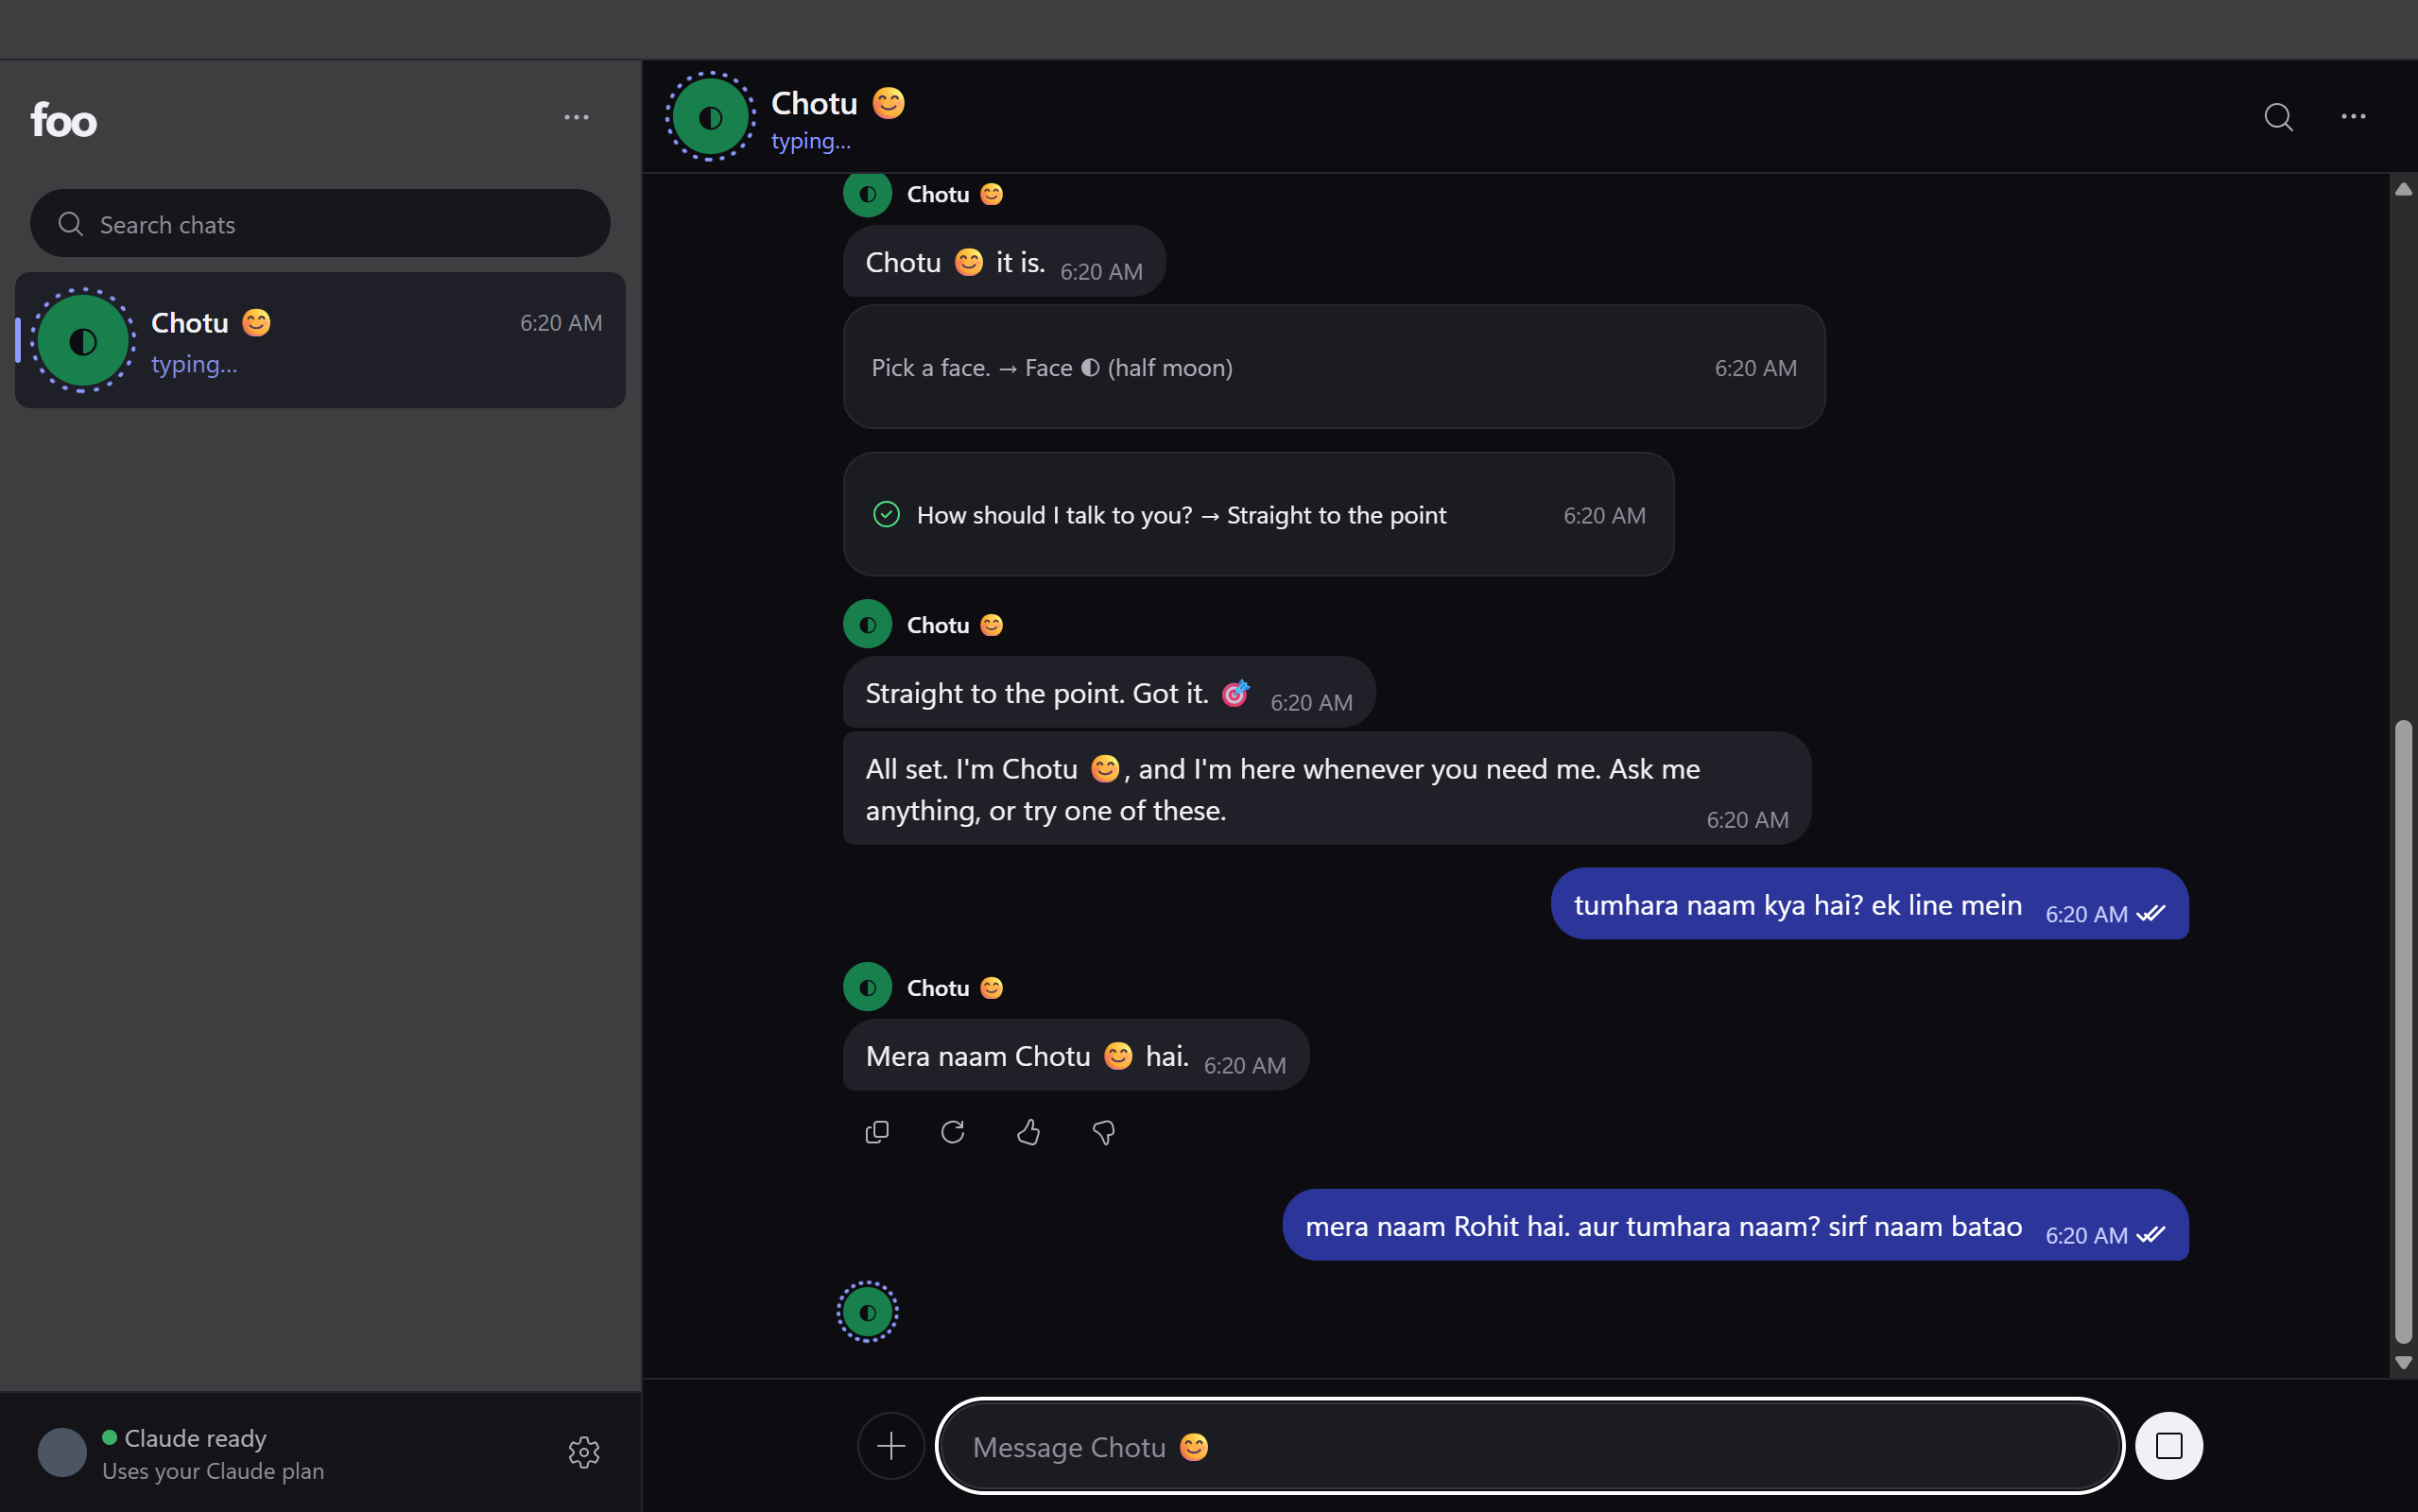 foo
Search chats
Chotu 😊
6:20 AM
typing...
Claude ready
Uses your Claude plan
Chotu 😊
typing...
Chotu 😊
Chotu 😊 it is. 6:20 AM
Pick a face. → Face ◐ (half moon) 6:20 AM
How should I talk to you? → Straight to the point 6:20 AM
Chotu 😊
Straight to the point. Got it. 🎯 6:20 AM
All set. I'm Chotu 😊, and I'm here whenever you need me. Ask me
anything, or try one of these. 6:20 AM
tumhara naam kya hai? ek line mein 6:20 AM
Chotu 😊
Mera naam Chotu 😊 hai. 6:20 AM
mera naam Rohit hai. aur tumhara naam? sirf naam batao 6:20 AM
Message Chotu 😊